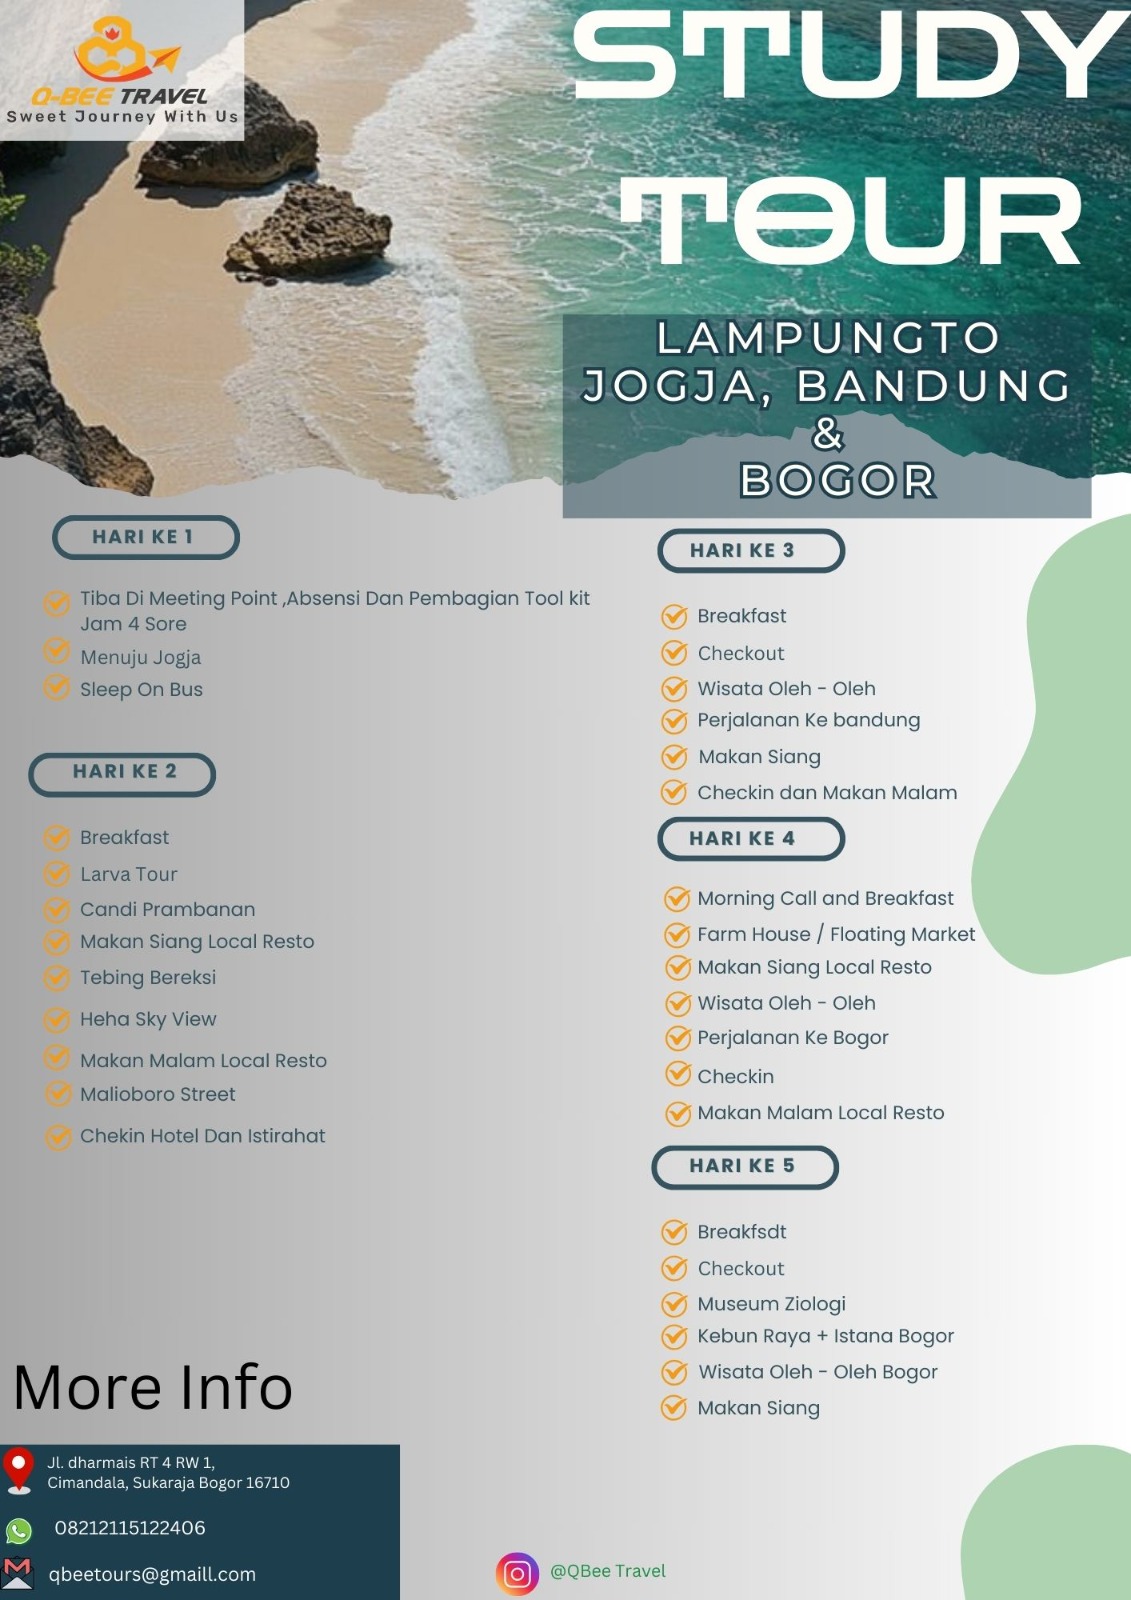 Q-BEE TRAVEL
Sweet Journey With Us
STUDY
TOUR
LAMPUNGTO
JOGJA, BANDUNG
&
BOGOR
HARI KE 1
Tiba Di Meeting Point ,Absensi Dan Pembagian Tool kit
Jam 4 Sore
Menuju Jogja
Sleep On Bus
HARI KE 2
Breakfast
Larva Tour
Candi Prambanan
Makan Siang Local Resto
Tebing Bereksi
Heha Sky View
Makan Malam Local Resto
Malioboro Street
Chekin Hotel Dan Istirahat
HARI KE 3
Breakfast
Checkout
Wisata Oleh - Oleh
Perjalanan Ke bandung
Makan Siang
Checkin dan Makan Malam
HARI KE 4
Morning Call and Breakfast
Farm House / Floating Market
Makan Siang Local Resto
Wisata Oleh - Oleh
Perjalanan Ke Bogor
Checkin
Makan Malam Local Resto
HARI KE 5
Breakfsdt
Checkout
Museum Ziologi
Kebun Raya + Istana Bogor
Wisata Oleh - Oleh Bogor
Makan Siang
More Info
Jl. dharmais RT 4 RW 1,
Cimandala, Sukaraja Bogor 16710
08212115122406
qbeetours@gmaill.com
@QBee Travel